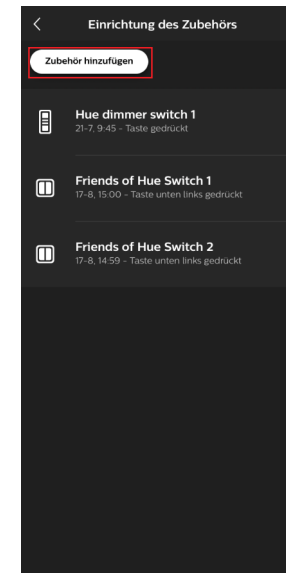 Einrichtung des Zubehörs
Zubehör hinzufügen
Hue dimmer switch 1
21-7, 9:45 - Taste gedrückt
Friends of Hue Switch 1
17-8, 15:00 - Taste unten links gedrückt
Friends of Hue Switch 2
17-8, 14:59 - Taste unten links gedrückt